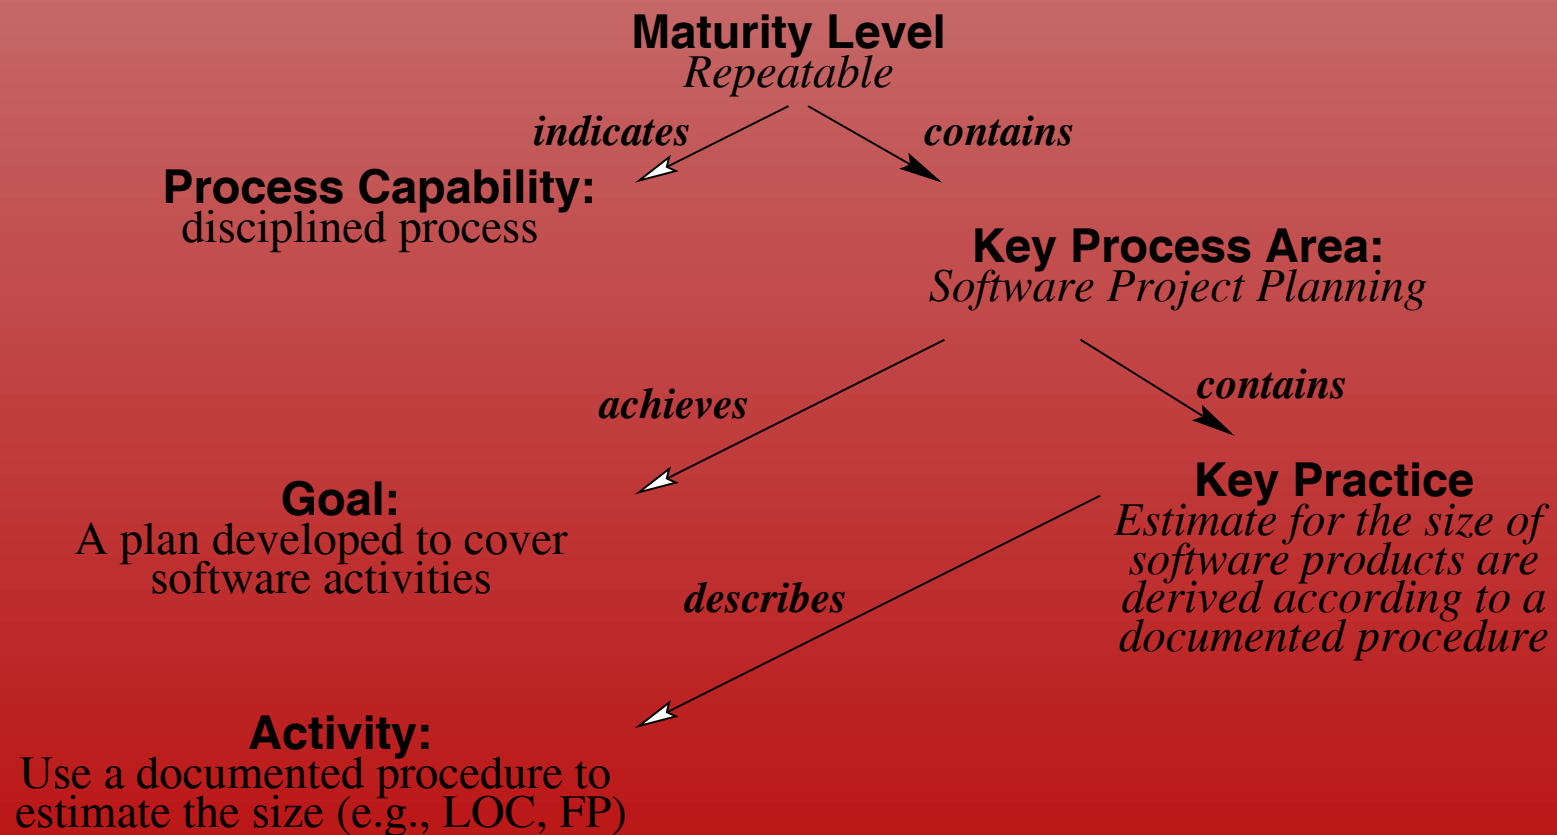 Maturity Level
Repeatable
indicates
contains
Process Capability:
disciplined process
Key Process Area:
Software Project Planning
achieves
contains
Goal:
A plan developed to cover
software activities
Key Practice
Estimate for the size of
software products are
derived according to a
documented procedure
describes
Activity:
Use a documented procedure to
estimate the size (e.g., LOC, FP)